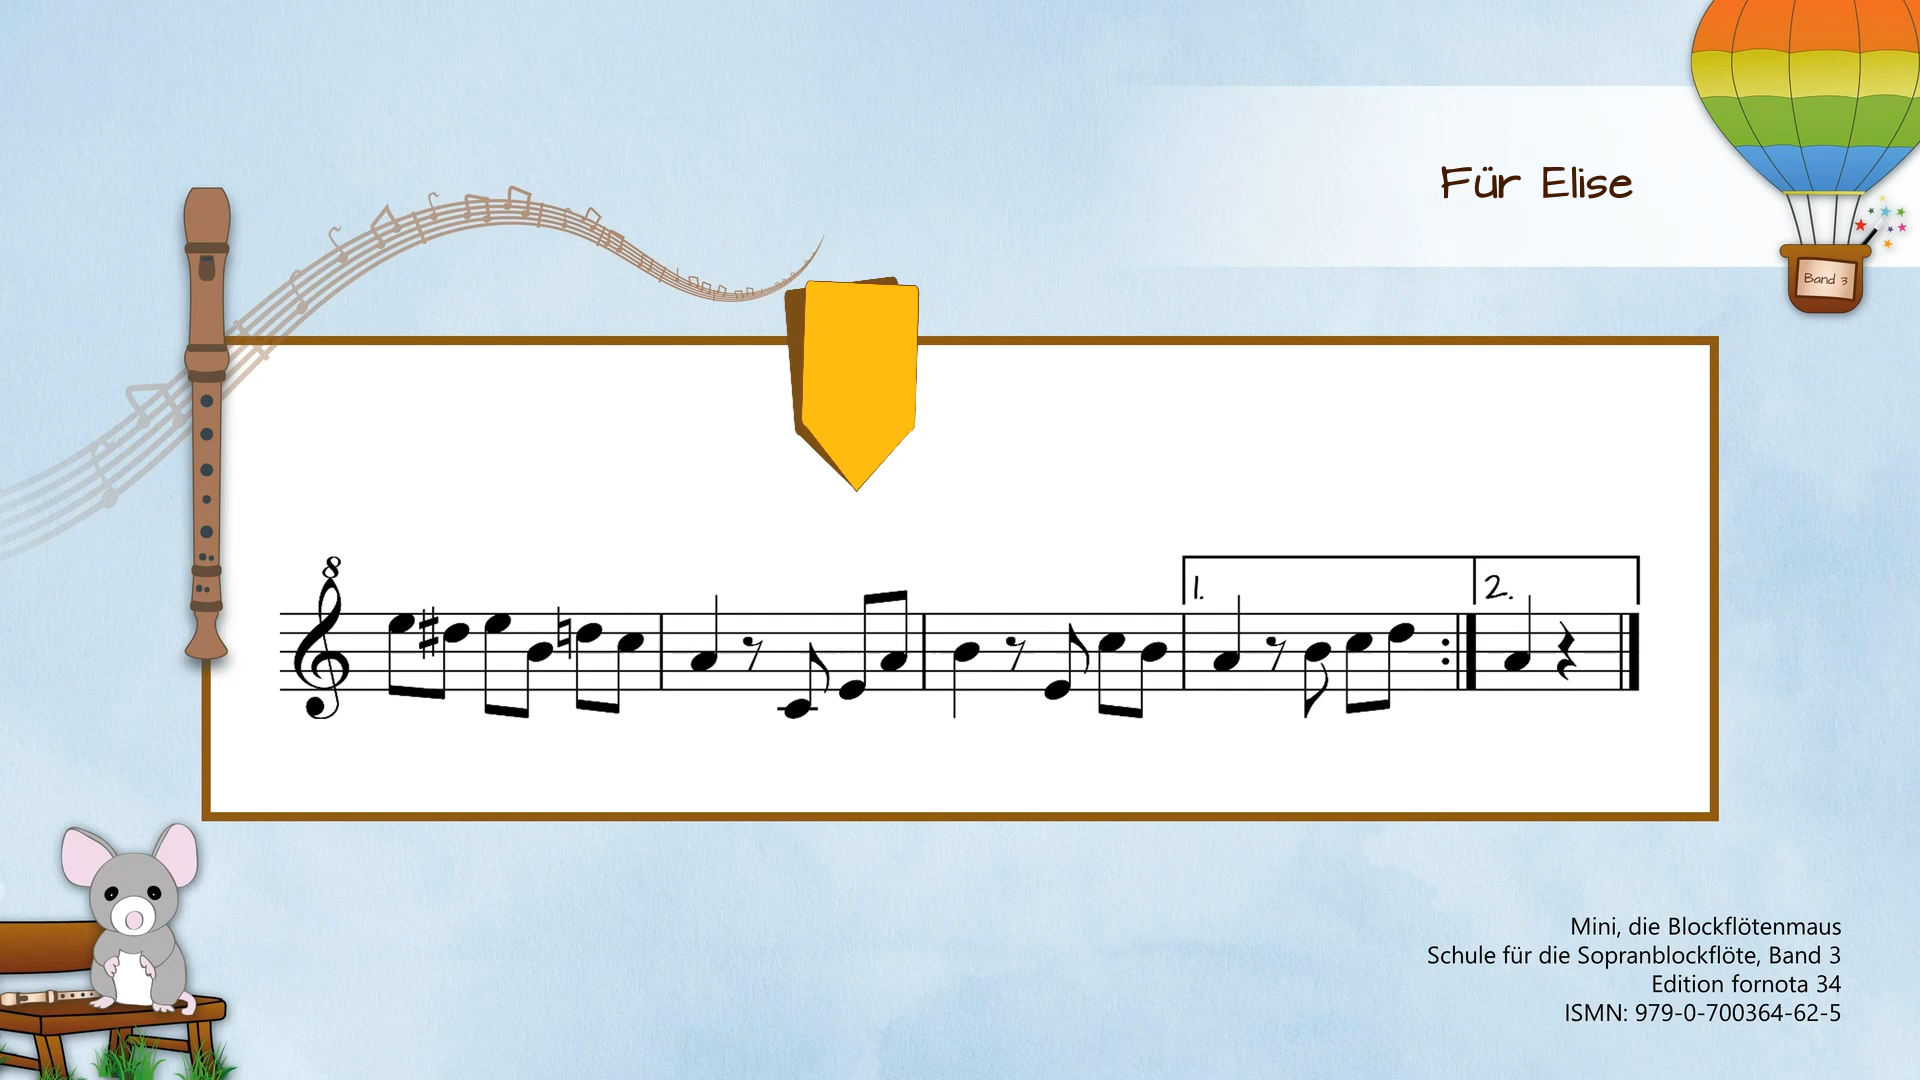 Für Elise
Band 3
8
1.
2.
Mini, die Blockflötenmaus
Schule für die Sopranblockflöte, Band 3
Edition fornota 34
ISMN: 979-0-700364-62-5